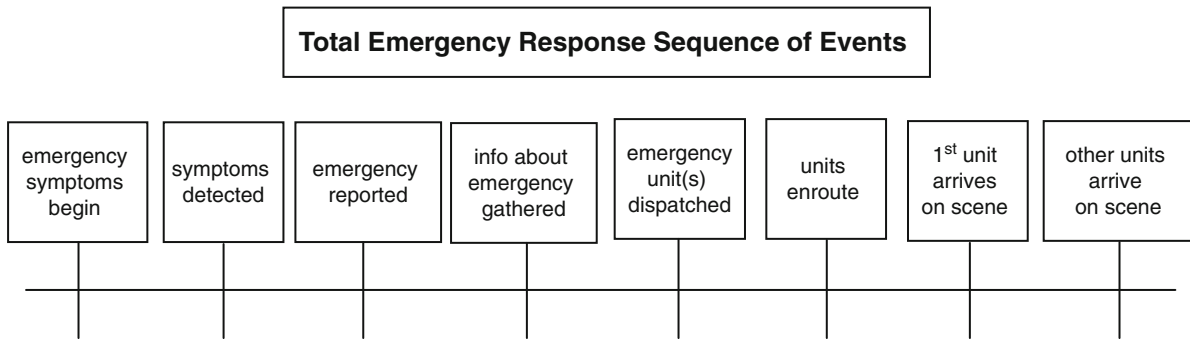 Total Emergency Response Sequence of Events
emergency
symptoms
begin
symptoms
detected
emergency
reported
info about
emergency
gathered
emergency
unit(s)
dispatched
units
enroute
1st unit
arrives
on scene
other units
arrive
on scene